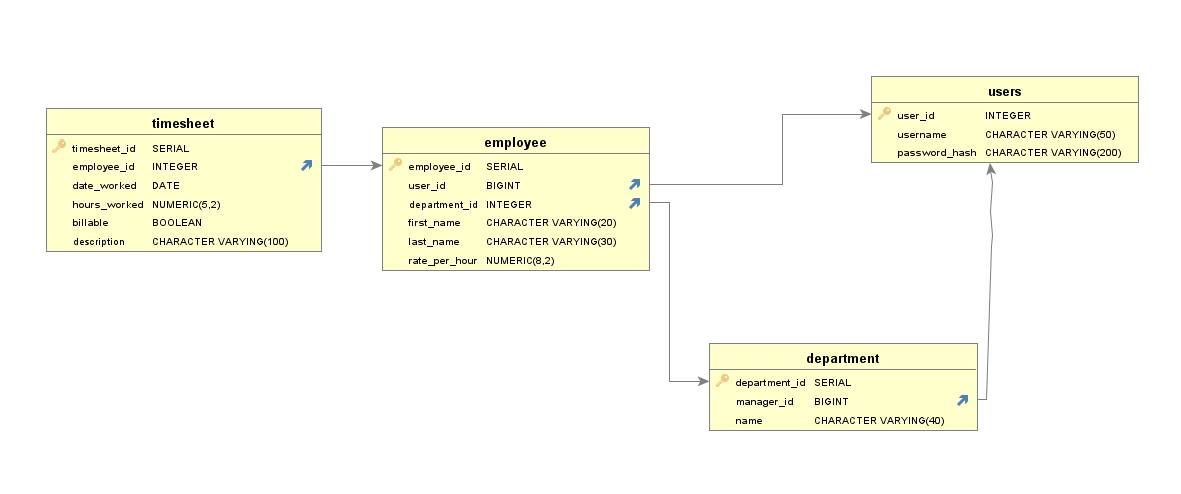 timesheet
timesheet_id SERIAL
employee_id INTEGER
date_worked DATE
hours_worked NUMERIC(5,2)
billable BOOLEAN
description CHARACTER VARYING(100)
employee
employee_id SERIAL
user_id BIGINT
department_id INTEGER
first_name CHARACTER VARYING(20)
last_name CHARACTER VARYING(30)
rate_per_hour NUMERIC(8,2)
users
user_id INTEGER
username CHARACTER VARYING(50)
password_hash CHARACTER VARYING(200)
department
department_id SERIAL
manager_id BIGINT
name CHARACTER VARYING(40)